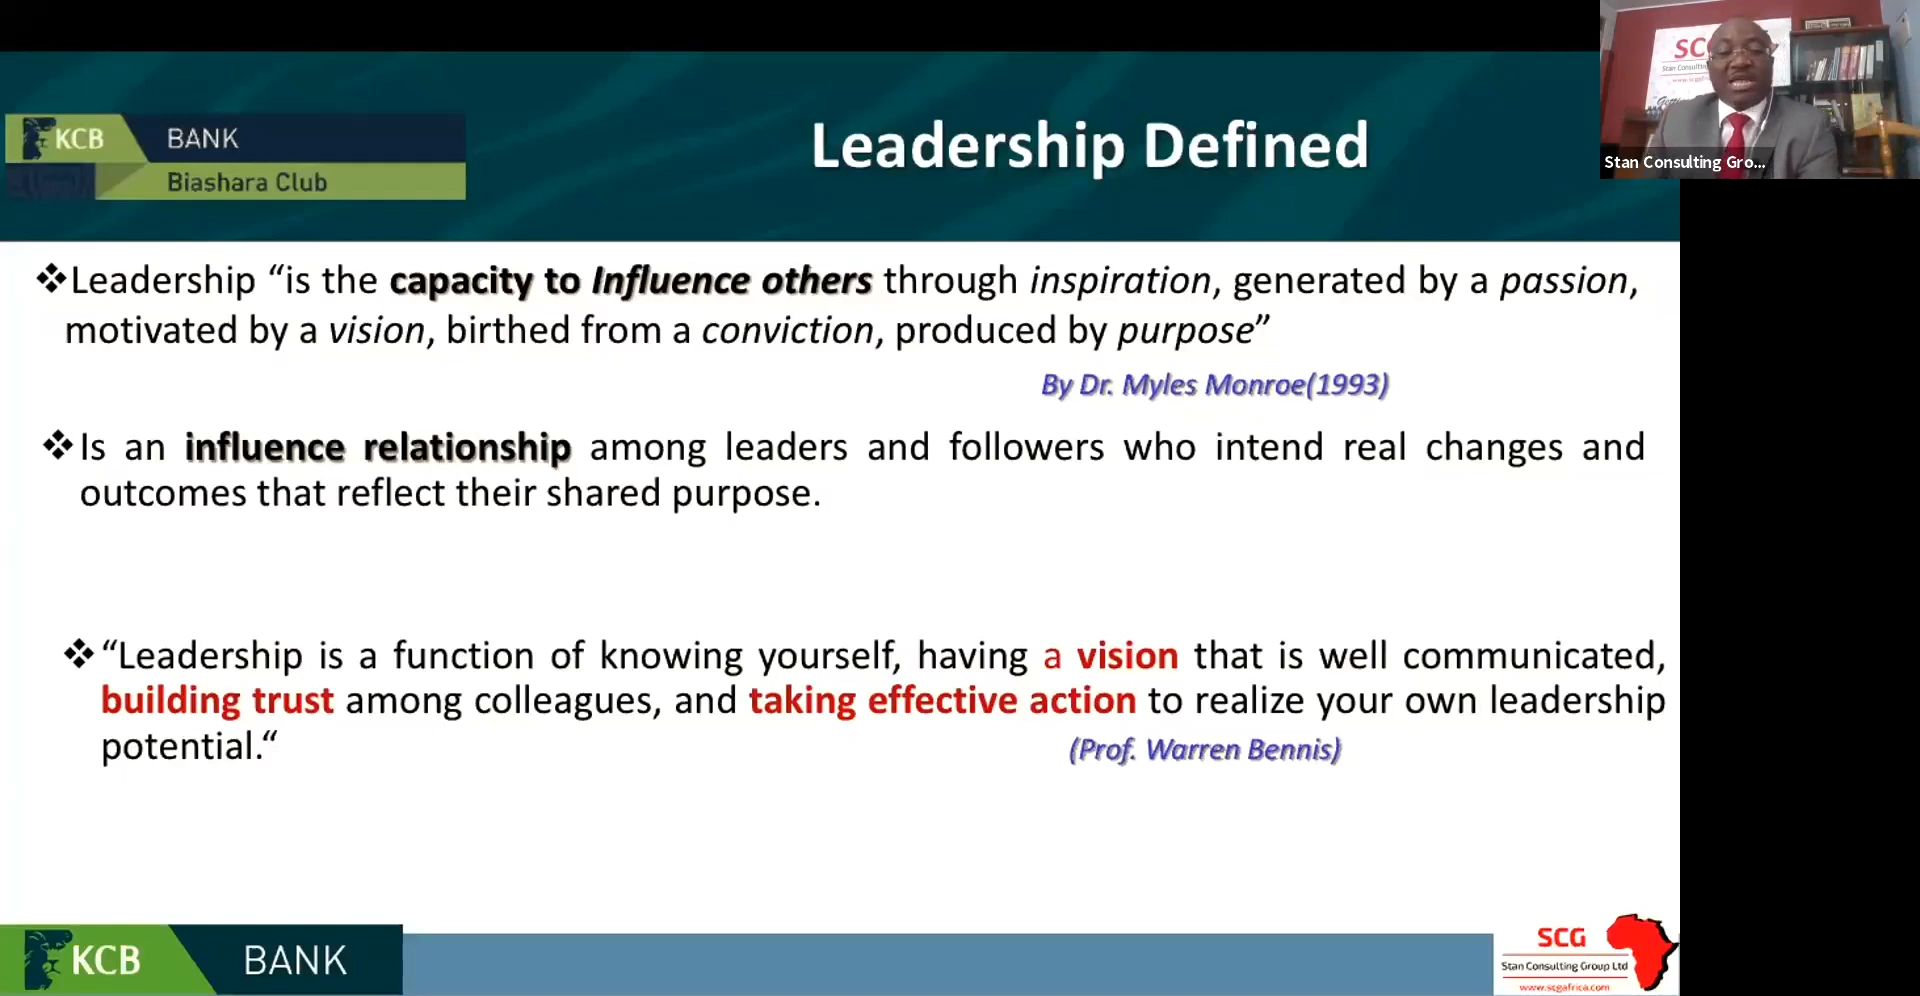 KCB BANK
Biashara Club
Leadership Defined
SC
Stan Consulting Gro...
❖Leadership “is the capacity to Influence others through inspiration, generated by a passion,
motivated by a vision, birthed from a conviction, produced by purpose”
By Dr. Myles Monroe(1993)
❖Is an influence relationship among leaders and followers who intend real changes and
outcomes that reflect their shared purpose.
❖“Leadership is a function of knowing yourself, having a vision that is well communicated,
building trust among colleagues, and taking effective action to realize your own leadership
potential.“
(Prof. Warren Bennis)
KCB BANK
SCG
Stan Consulting Group Ltd
www.scgafrica.com